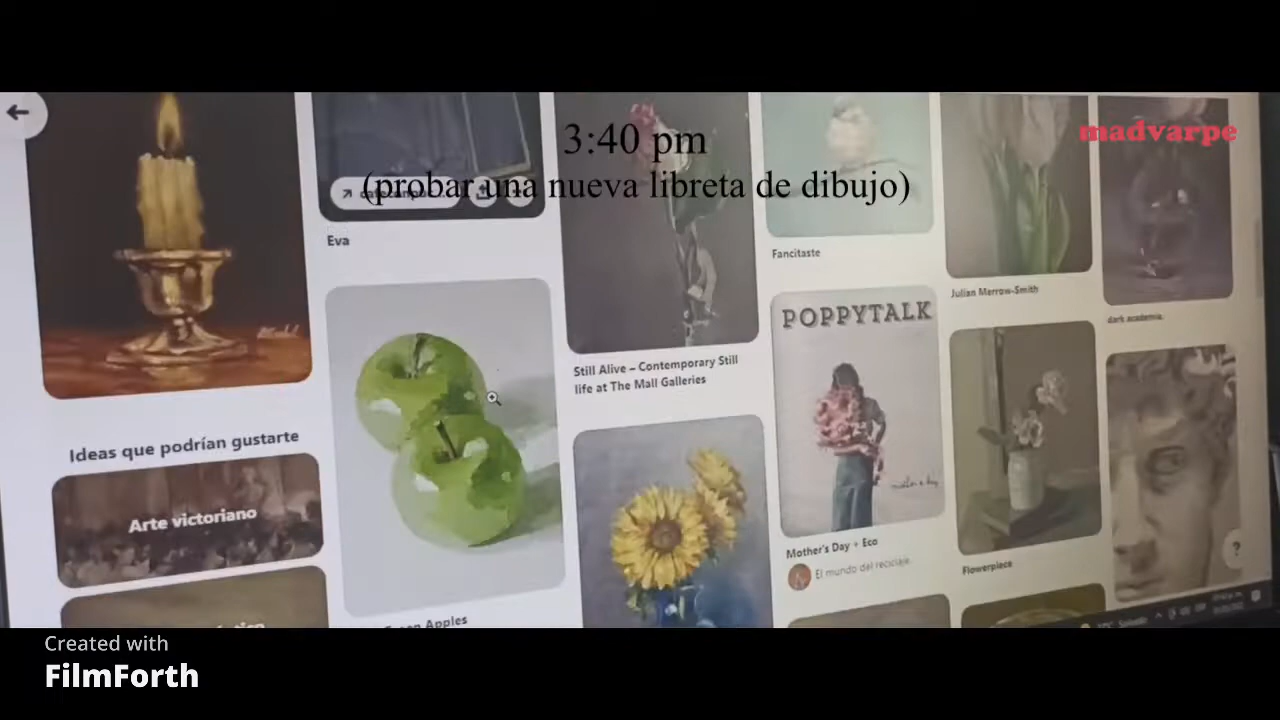 madvarpe
3:40 pm
(probar una nueva libreta de dibujo)
Eva
Fancitaste
Julian Merrow-Smith
dark academia.
POPPYTALK
Still Alive – Contemporary Still
life at The Mall Galleries
Ideas que podrían gustarte
Arte victoriano
Mother's Day + Eco
El mundo del reciclaje.
Flowerpiece
?
Apples
Created with
FilmForth